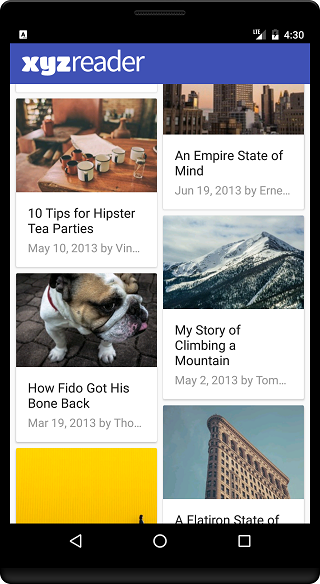 LTE 4:30
xyzreader
10 Tips for Hipster
Tea Parties
May 10, 2013 by Vin...
How Fido Got His
Bone Back
Mar 19, 2013 by Tho...
An Empire State of
Mind
Jun 19, 2013 by Erne...
My Story of
Climbing a
Mountain
May 2, 2013 by Tom...
A Flatiron State of